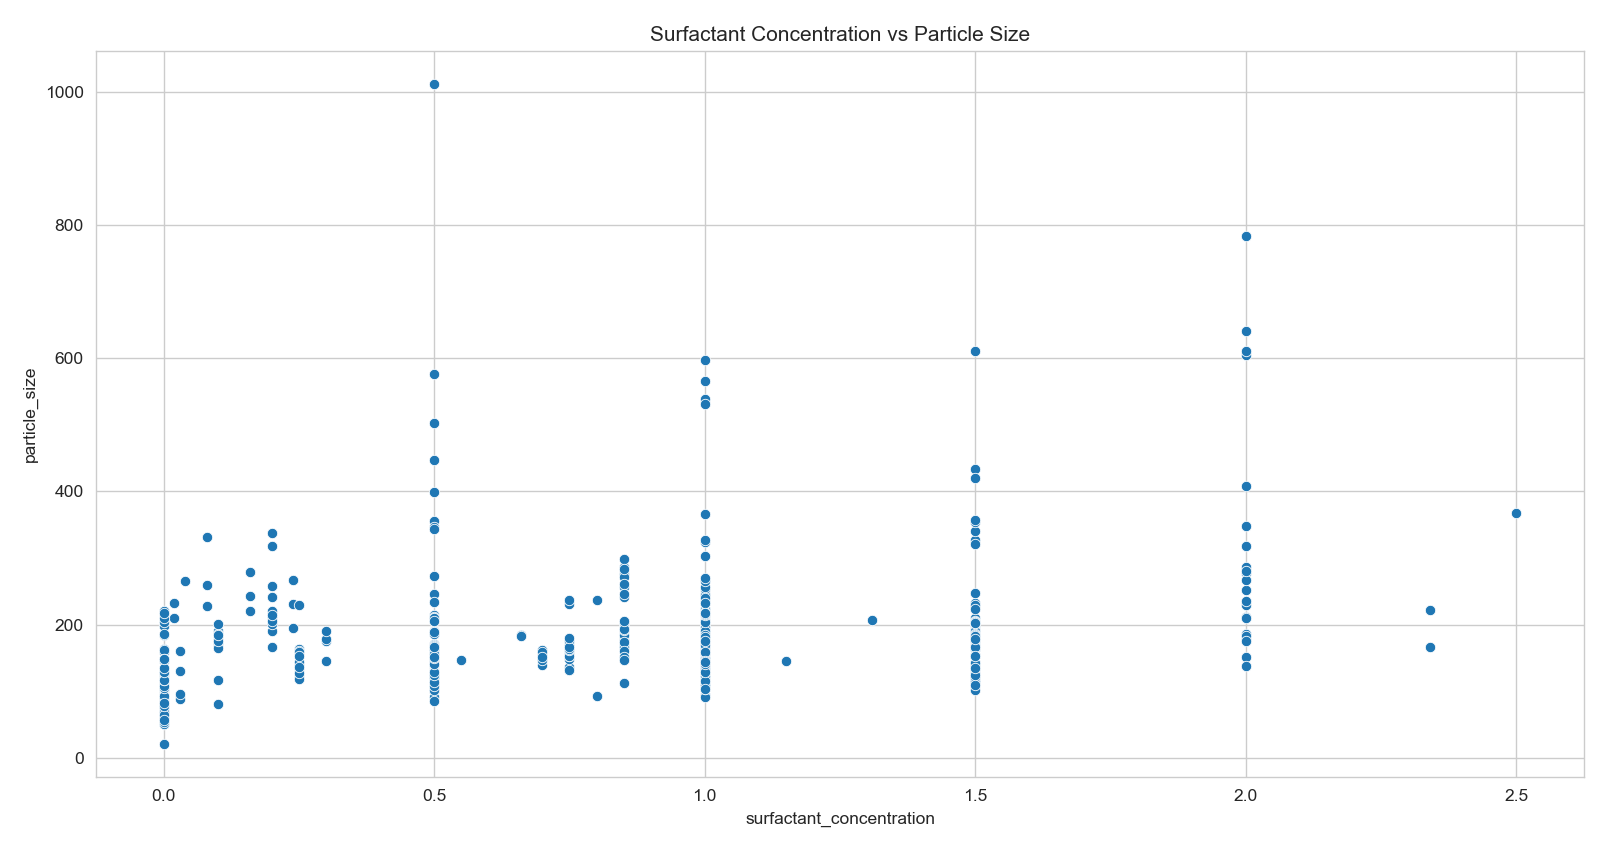 Surfactant Concentration vs Particle Size
1000
800
600
400
200
0
particle_size
0.0 0.5 1.0 1.5 2.0 2.5
surfactant_concentration